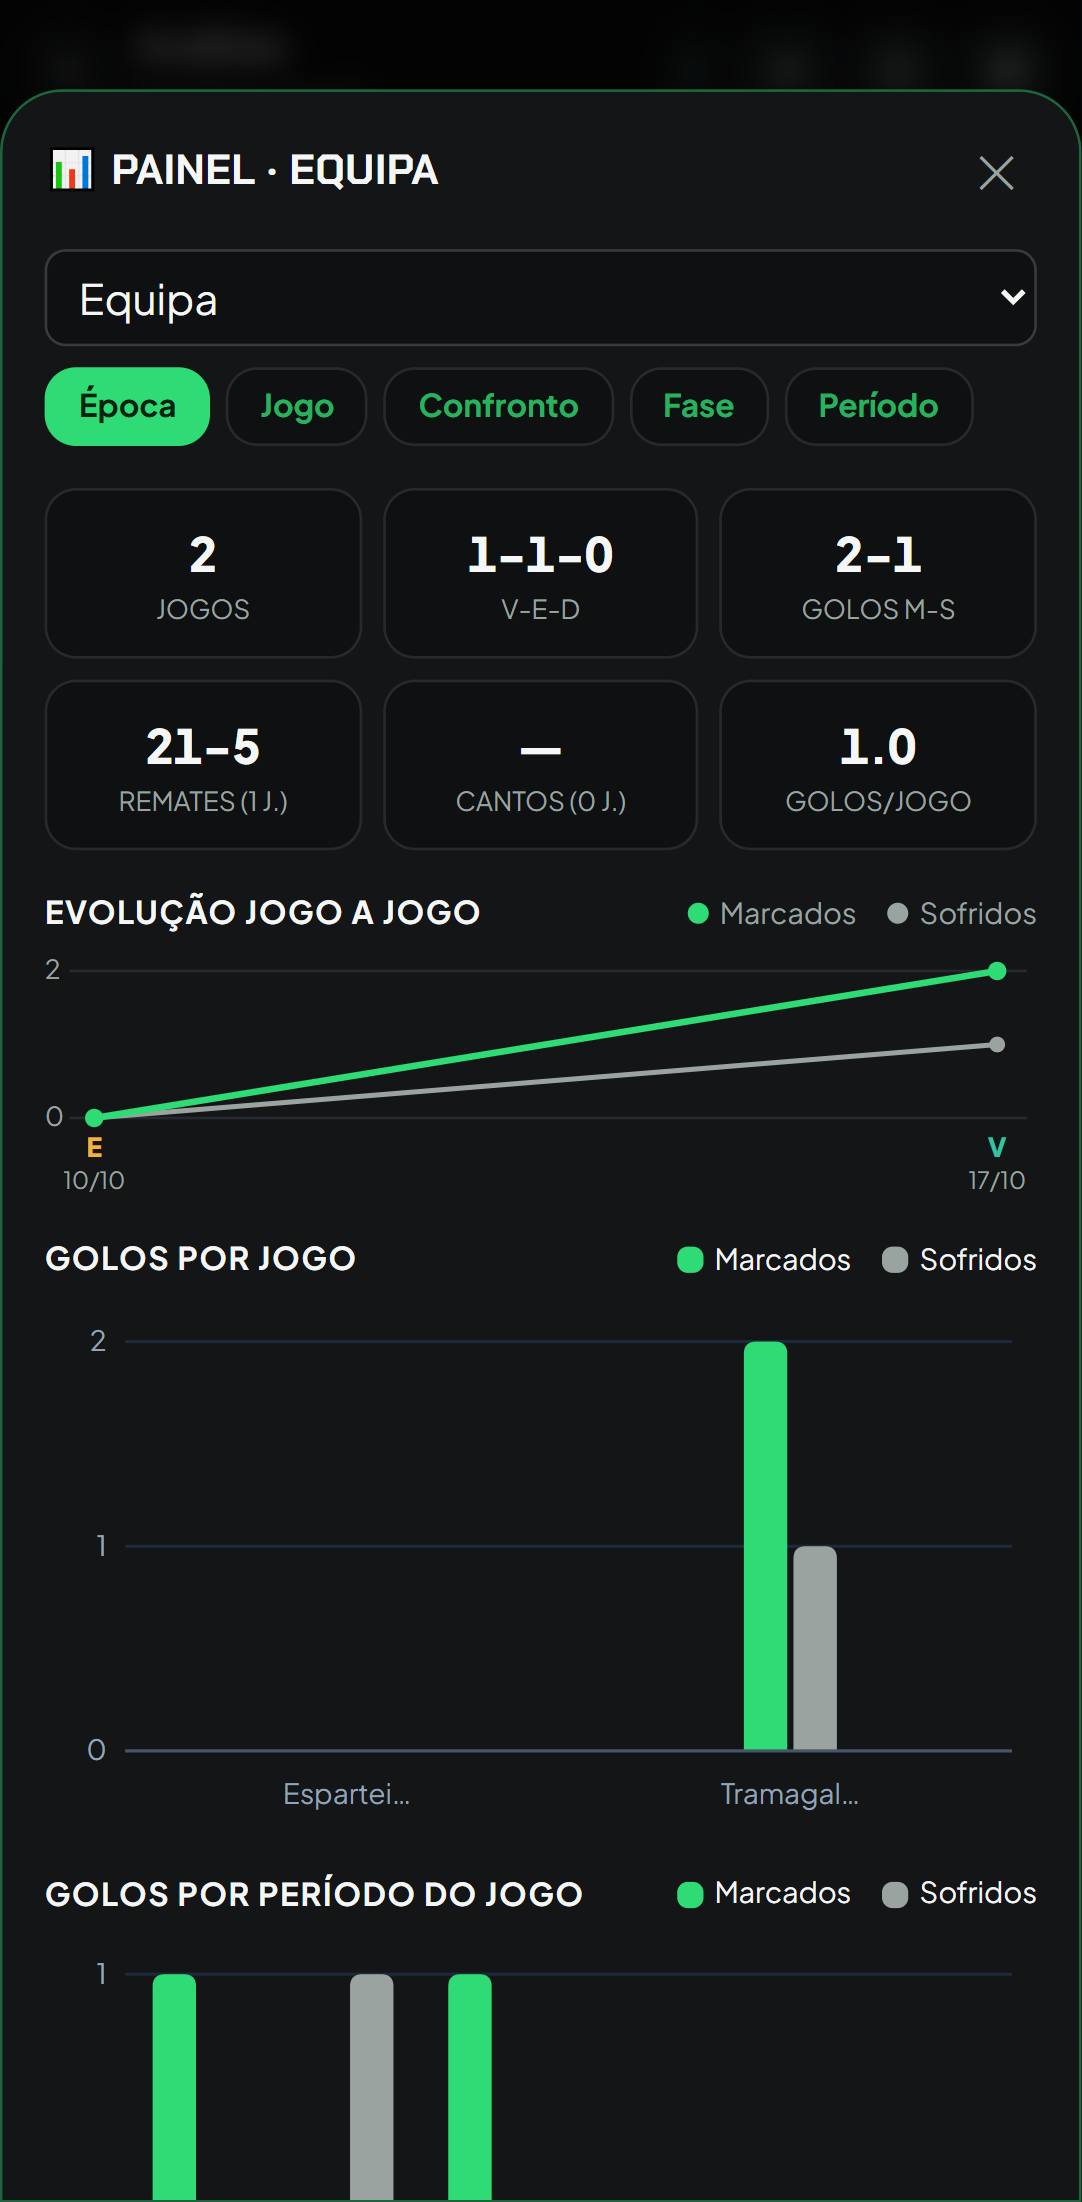 PAINEL · EQUIPA
Equipa
Época Jogo Confronto Fase Período
2 1-1-0 2-1
JOGOS V-E-D GOLOS M-S
21-5 — 1.0
REMATES (1 J.) CANTOS (0 J.) GOLOS/JOGO
EVOLUÇÃO JOGO A JOGO Marcados Sofridos
2
0
E V
10/10 17/10
GOLOS POR JOGO Marcados Sofridos
2
1
0
Espartei... Tramagal...
GOLOS POR PERÍODO DO JOGO Marcados Sofridos
1